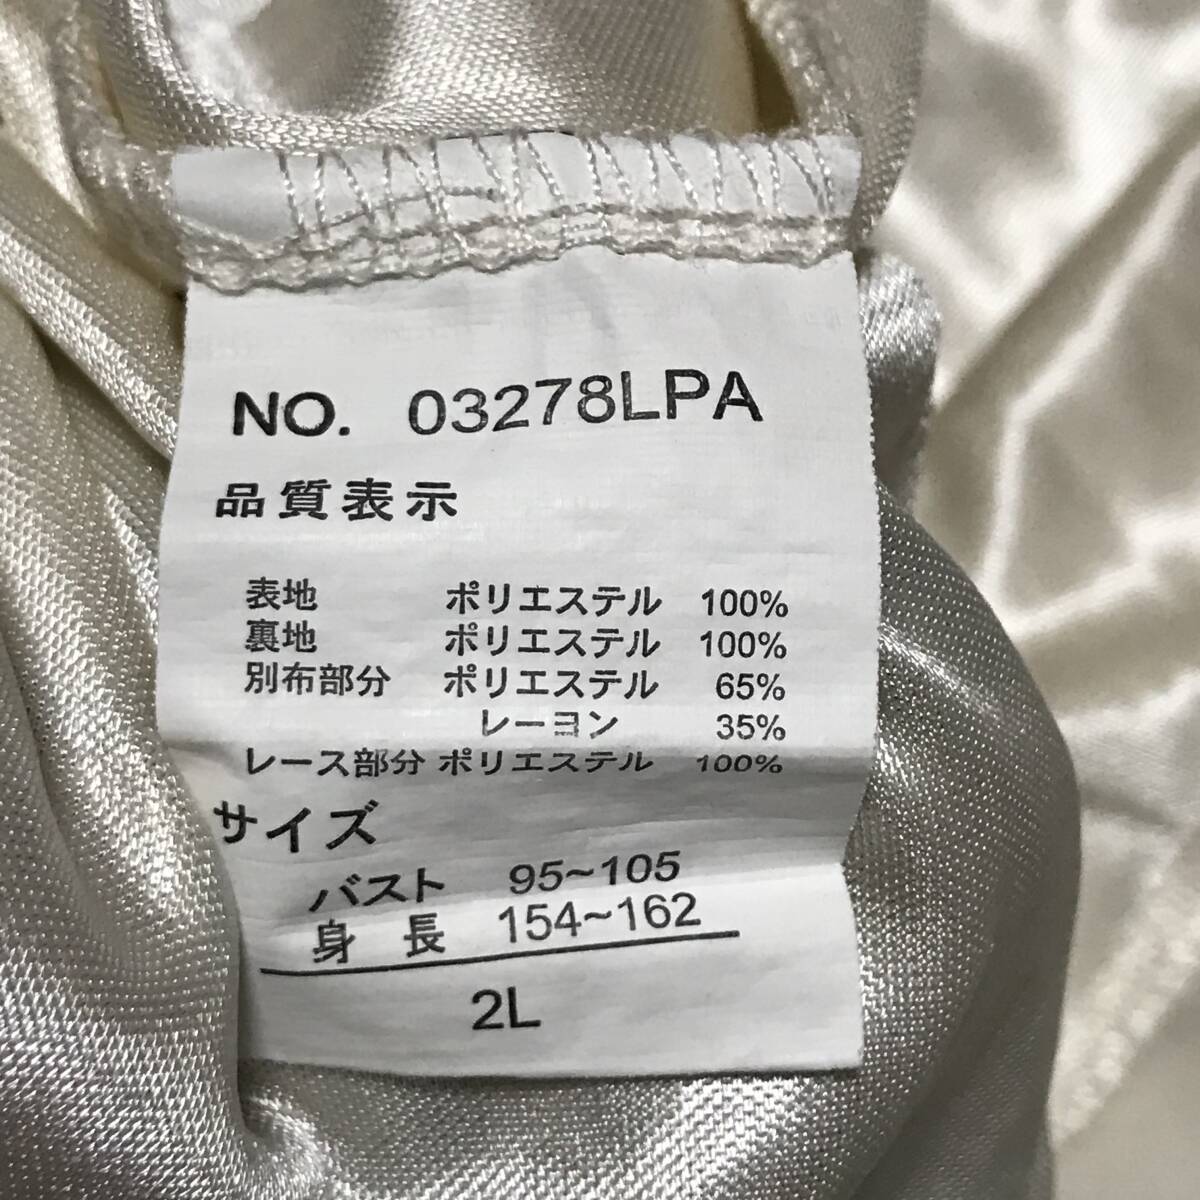 NO. 03278LPA
品質表示
表地 ポリエステル 100%
裏地 ポリエステル 100%
別布部分 ポリエステル 65%
レーヨン 35%
レース部分 ポリエステル 100%
サイズ
バスト 95~105
身長 154~162
2L